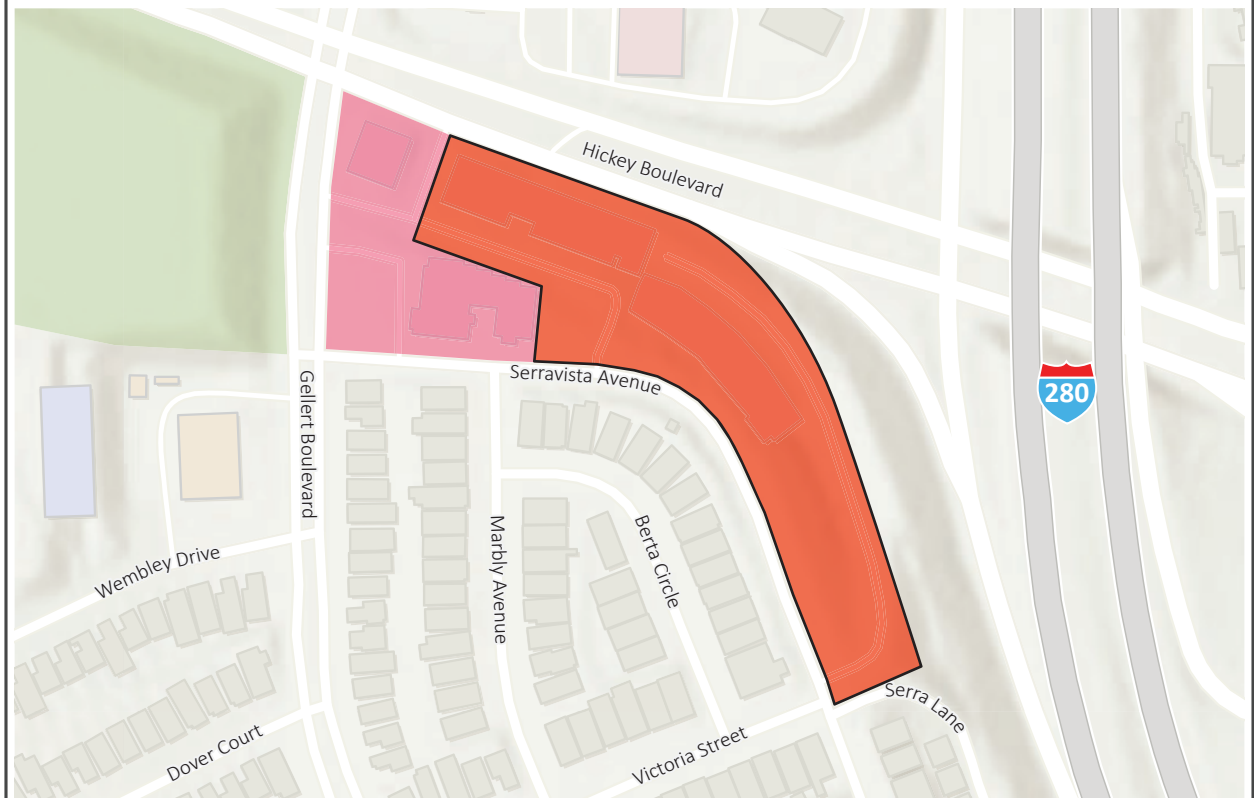 Hickey Boulevard
280
Serravista Avenue
Gellert Boulevard
Marbly Avenue
Berta Circle
Wembley Drive
Serra Lane
Victoria Street
Dover Court